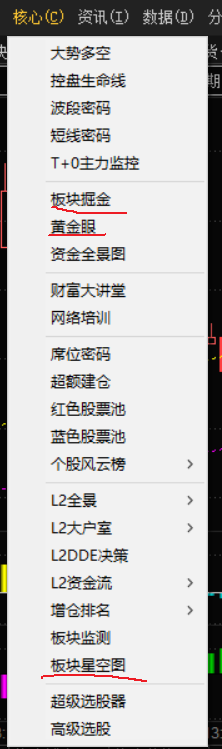 核心(C) 资讯(I) 数据(D) 分
大势多空
控盘生命线
波段密码
短线密码
T+0主力监控
板块掘金
黄金眼
资金全景图
财富大讲堂
网络培训
席位密码
超额建仓
红色股票池
蓝色股票池
个股风云榜
L2全景
L2大户室
L2DDE决策
L2资金流
增仓排名
板块监测
板块星空图
超级选股器
高级选股